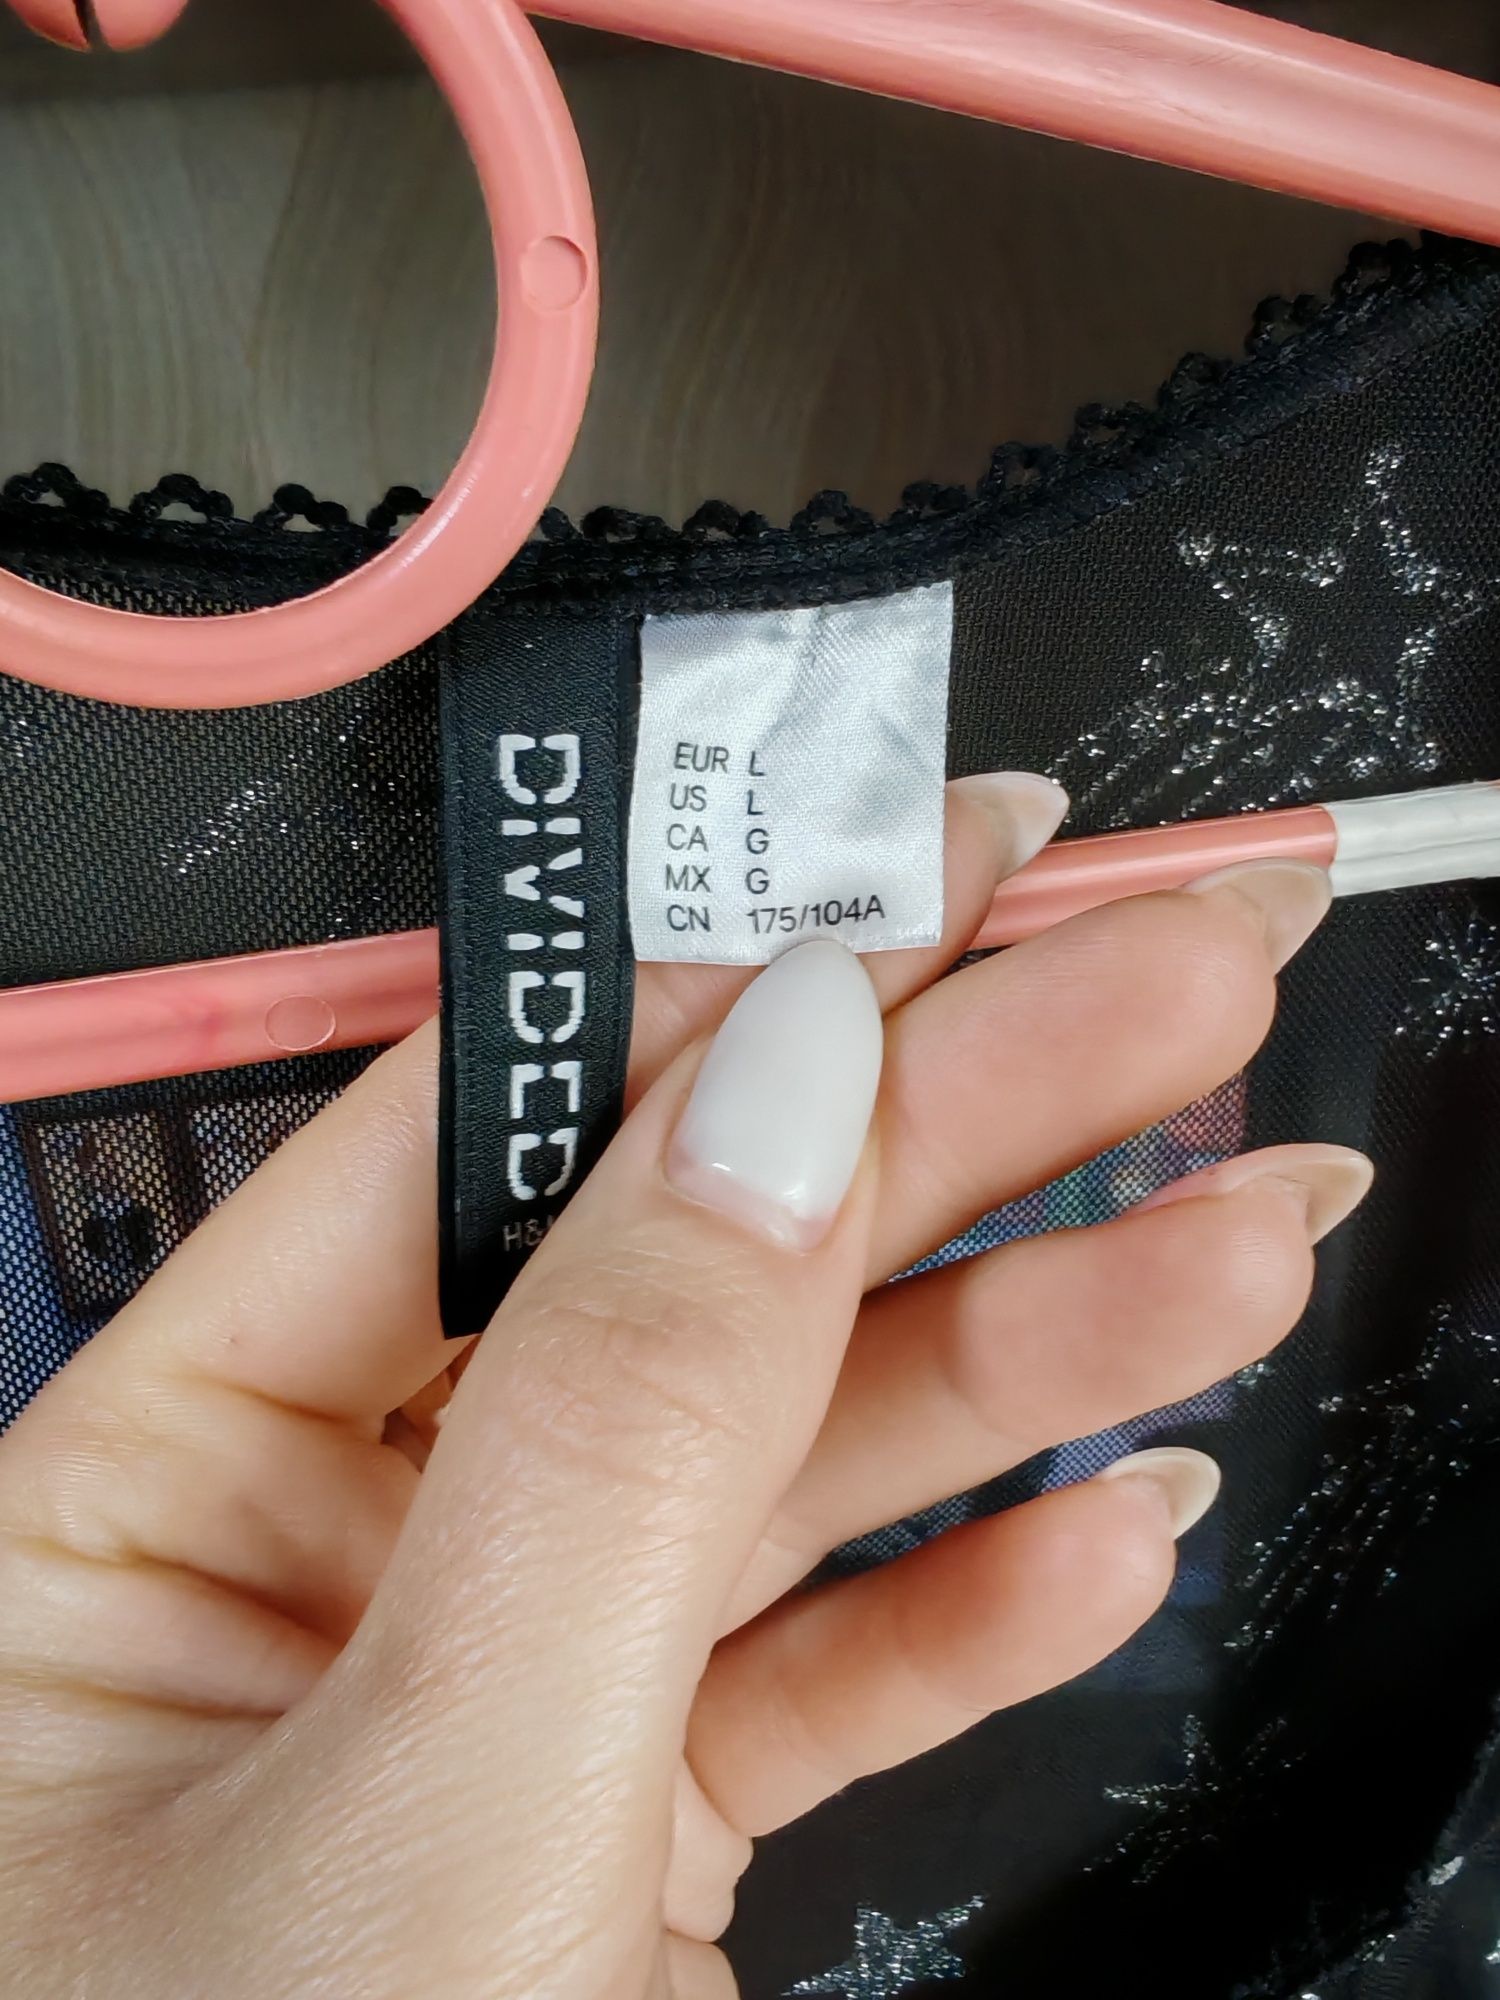 DIVIDED
EUR L
US L
CA G
MX G
CN 175/104A